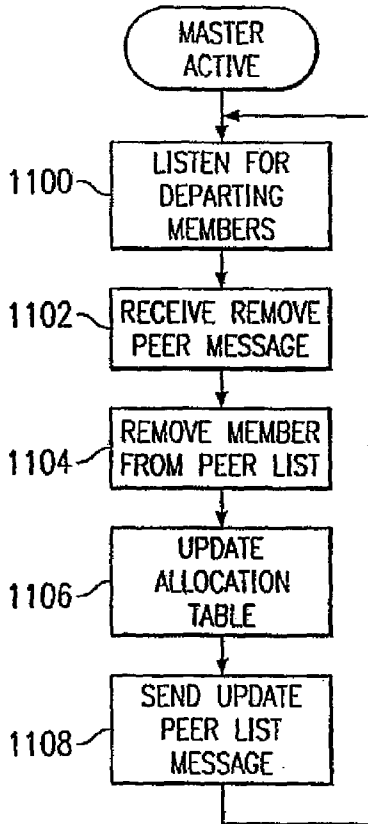 MASTER
ACTIVE
1100
LISTEN FOR
DEPARTING
MEMBERS
1102
RECEIVE REMOVE
PEER MESSAGE
1104
REMOVE MEMBER
FROM PEER LIST
1106
UPDATE
ALLOCATION
TABLE
1108
SEND UPDATE
PEER LIST
MESSAGE